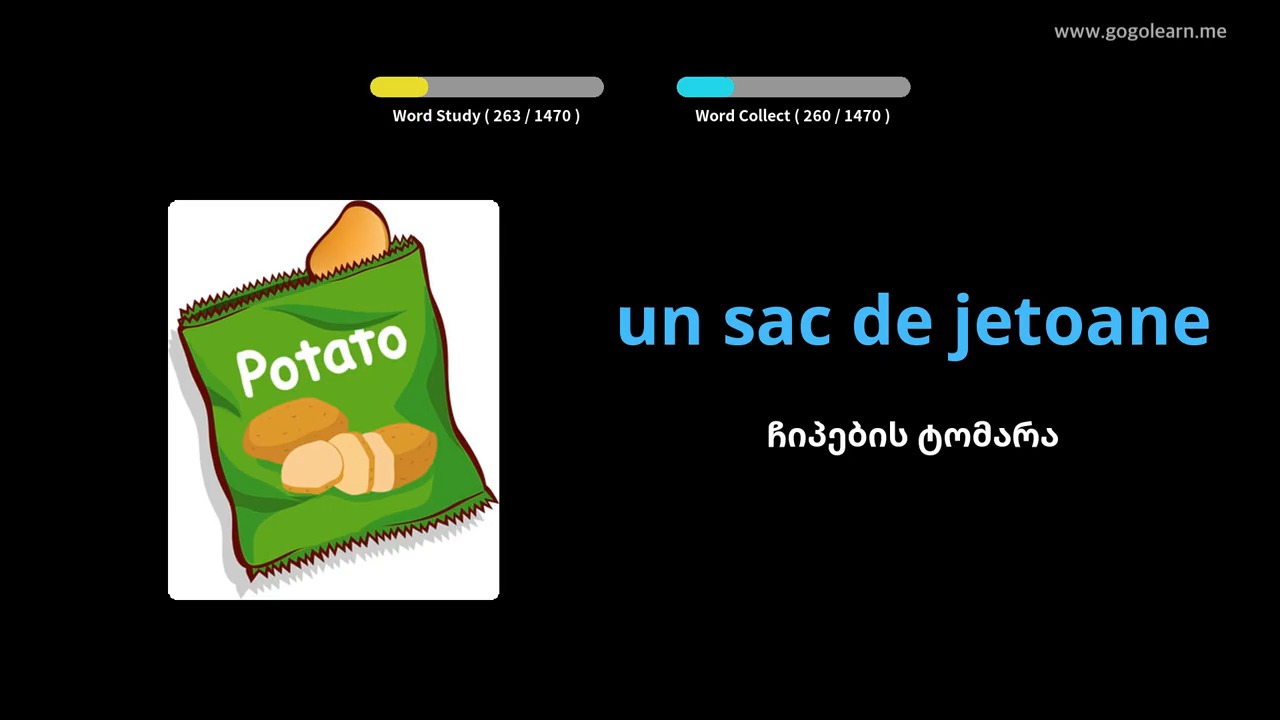 www.gogolearn.me
Word Study ( 263 / 1470 )
Word Collect ( 260 / 1470 )
Potato
un sac de jetoane
ჩიპების ტომარა